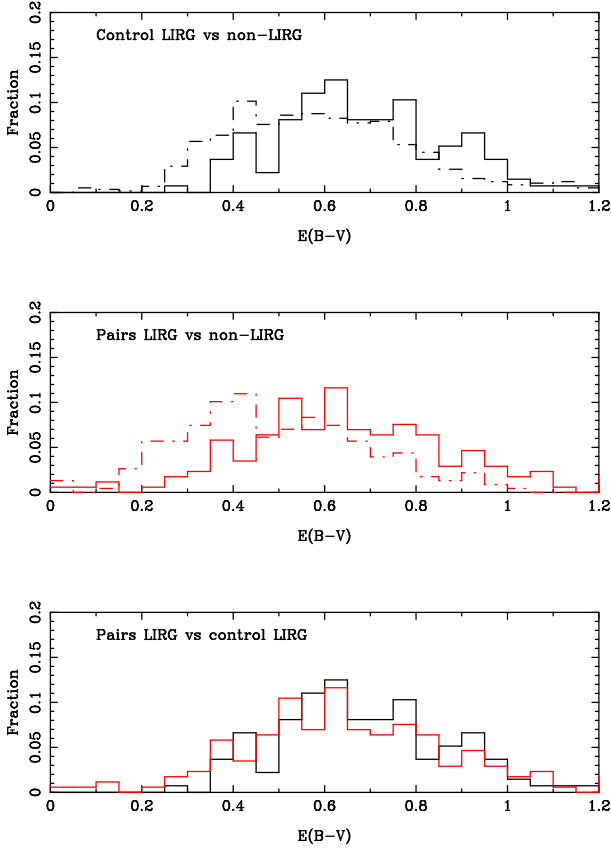 0.2
Control LIRG vs non-LIRG
0.15
Fraction
0.1
0.05
0
0 0.2 0.4 0.6 0.8 1 1.2
E(B-V)
0.2
Pairs LIRG vs non-LIRG
0.15
Fraction
0.1
0.05
0
0 0.2 0.4 0.6 0.8 1 1.2
E(B-V)
0.2
Pairs LIRG vs control LIRG
0.15
Fraction
0.1
0.05
0
0 0.2 0.4 0.6 0.8 1 1.2
E(B-V)